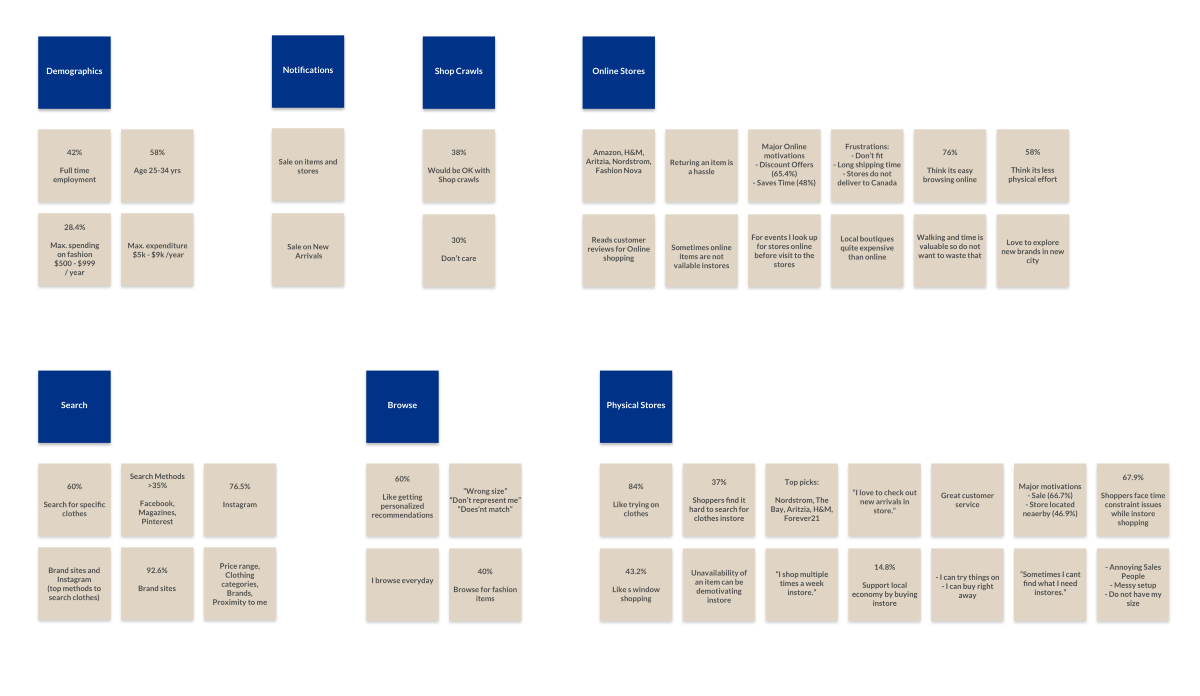 Demographics
Notifications
Shop Crawls
Online Stores
42%
Full time
employment
58%
Age 25-34 yrs
Sale on items and
stores
38%
Would be OK with
Shop crawls
Amazon, H&M,
Aritzia, Nordstrom,
Fashion Nova
Returing an item is
a hassle
Major Online
motivations
- Discount Offers
(65.4%)
- Saves Time (48%)
Frustrations:
- Don't fit
- Long shipping time
- Stores do not
deliver to Canada
76%
Think its easy
browsing online
58%
Think its less
physical effort
28.4%
Max. spending
on fashion
$500 - $999
/ year
Max. expenditure
$5k - $9k /year
Sale on New
Arrivals
30%
Don't care
Reads customer
reviews for Online
shopping
Sometimes online
items are not
vailable instores
For events I look up
for stores online
before visit to the
stores
Local boutiques
quite expensive
than online
Walking and time is
valuable so do not
want to waste that
Love to explore
new brands in new
city
Search
Browse
Physical Stores
60%
Search for specific
clothes
Search Methods
>35%
Facebook,
Magazines,
Pinterest
76.5%
Instagram
60%
Like getting
personalized
recommendations
"Wrong size"
"Don't represent me"
"Does'nt match"
84%
Like trying on
clothes
37%
Shoppers find it
hard to search for
clothes instore
Top picks:
Nordstrom, The
Bay, Aritzia, H&M,
Forever21
"I love to check out
new arrivals in
store."
Great customer
service
Major motivations
- Sale (66.7%)
- Store located
neaerby (46.9%)
67.9%
Shoppers face time
constraint issues
while instore
shopping
Brand sites and
Instagram
(top methods to
search clothes)
92.6%
Brand sites
Price range,
Clothing
categories,
Brands,
Proximity to me
I browse everyday
40%
Browse for fashion
items
43.2%
Like s window
shopping
Unavailability of
an item can be
demotivating
instore
"I shop multiple
times a week
instore."
14.8%
Support local
economy by buying
instore
- I can try things on
- I can buy right
away
"Sometimes I cant
find what I need
instores."
- Annoying Sales
People
- Messy setup
- Do not have my
size